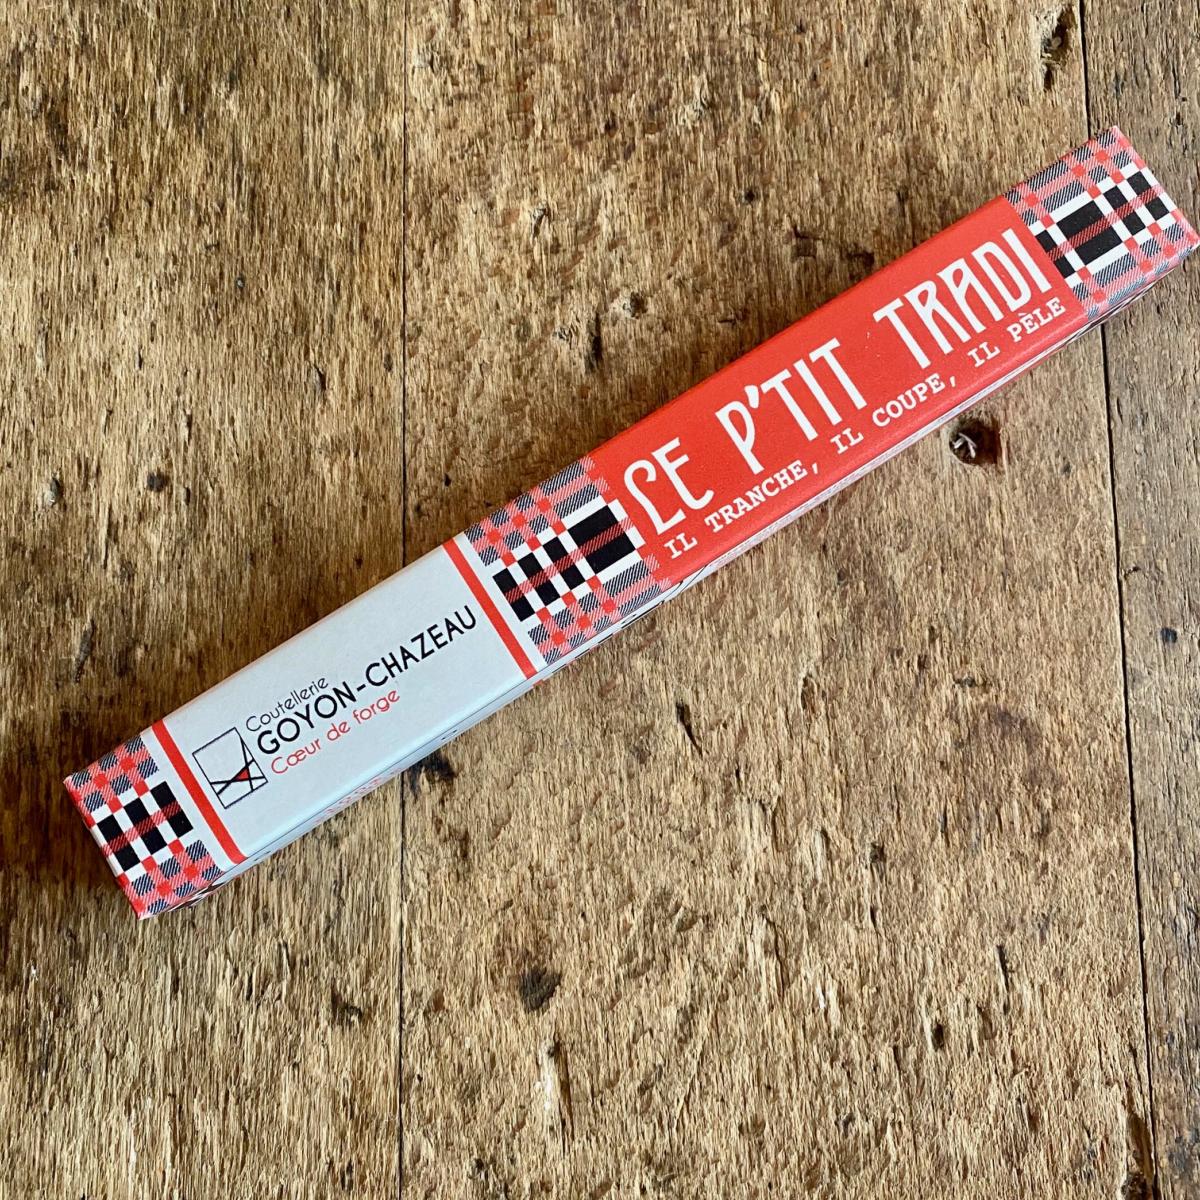 Coutellerie
GOYON-CHAZEAU
Cœur de forge
LE P'TIT TRADI
IL TRANCHE, IL COUPE, IL PÈLE